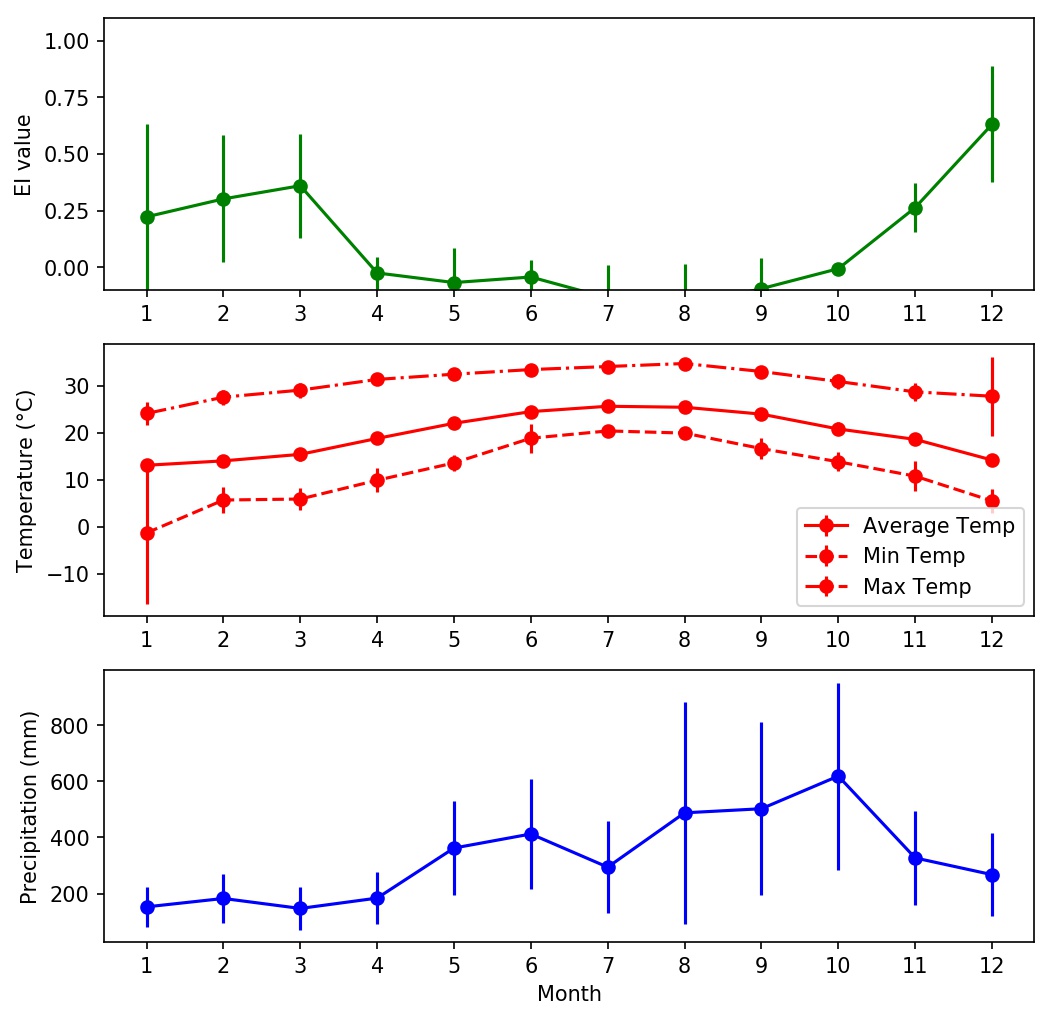 EI value
1.00
0.75
0.50
0.25
0.00
1 2 3 4 5 6 7 8 9 10 11 12
Temperature (°C)
30
20
10
0
−10
Average Temp
Min Temp
Max Temp
1 2 3 4 5 6 7 8 9 10 11 12
Precipitation (mm)
800
600
400
200
1 2 3 4 5 6 7 8 9 10 11 12
Month